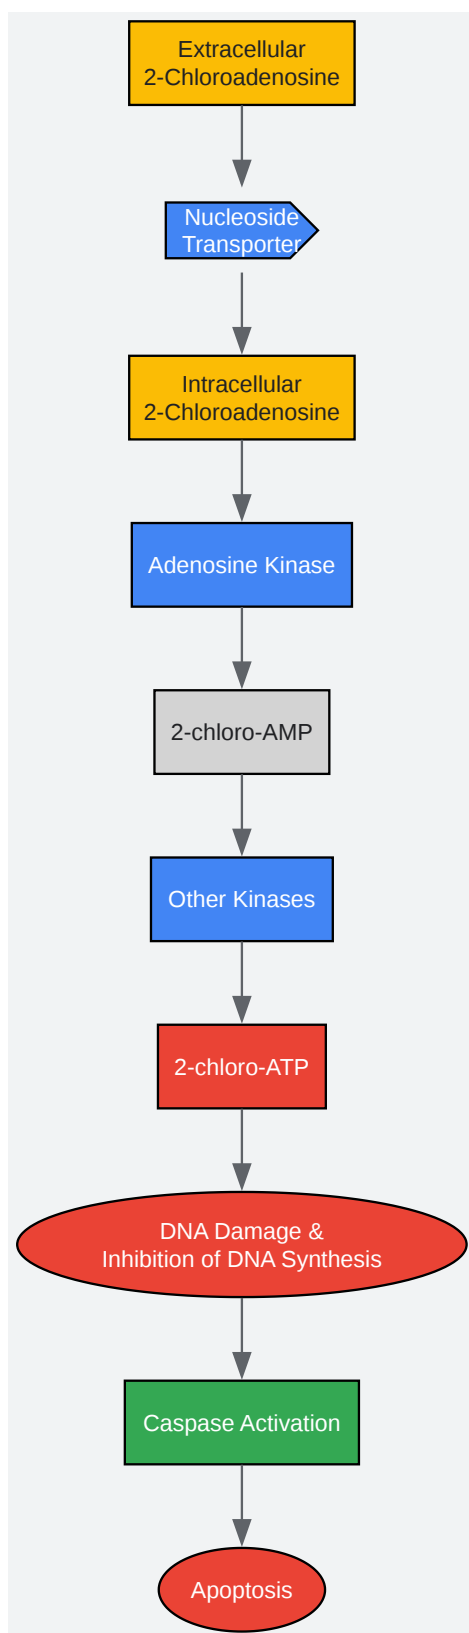 Extracellular
2-Chloroadenosine
Nucleoside
Transporter
Intracellular
2-Chloroadenosine
Adenosine Kinase
2-chloro-AMP
Other Kinases
2-chloro-ATP
DNA Damage &
Inhibition of DNA Synthesis
Caspase Activation
Apoptosis